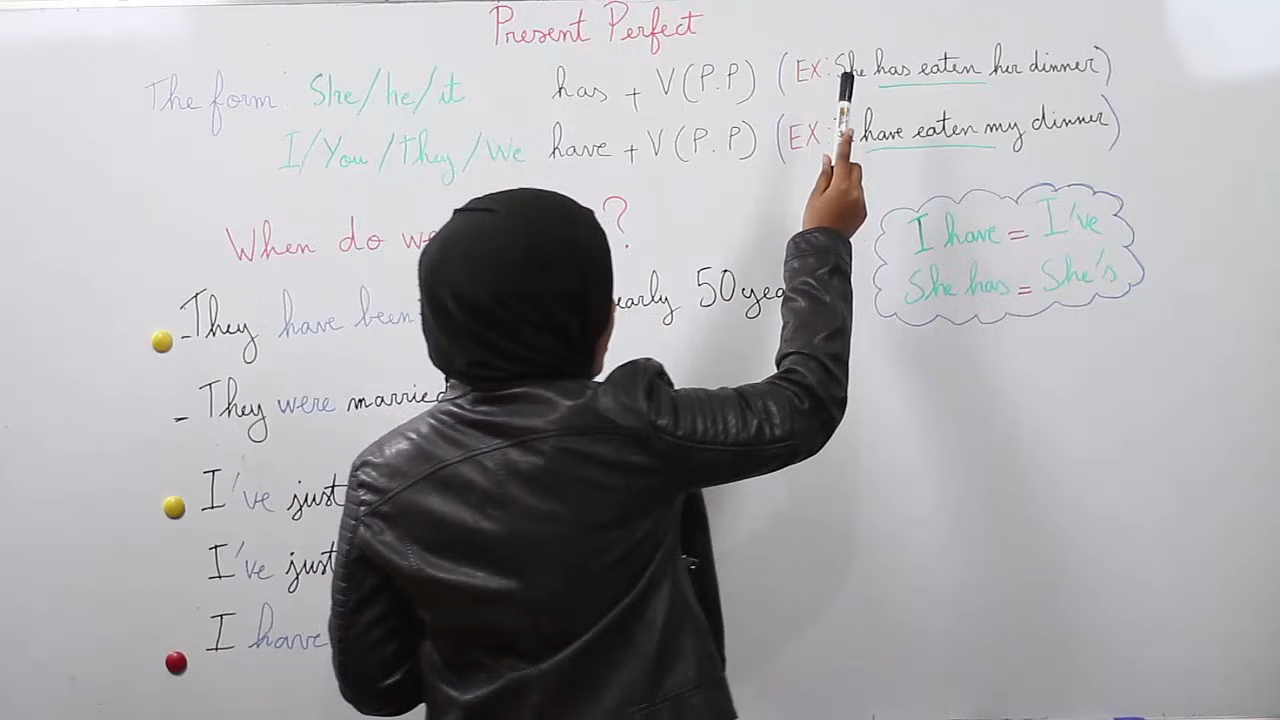 Present Perfect
The form: She/he/it has + V(P.P) (EX: She has eaten her dinner)
I/You/They/We have + V(P.P) (EX: have eaten my dinner)
When do we ?
I have = I've
She has = She's
- They have been 50
- They were married
I've just
I've just
I have